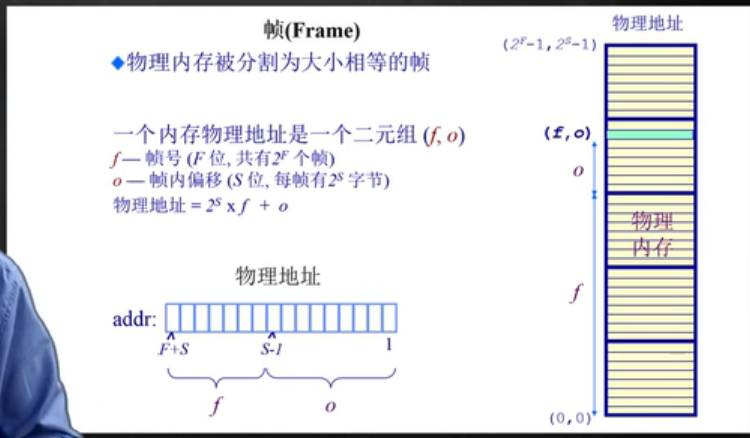 帧(Frame)
◆物理内存被分割为大小相等的帧
一个内存物理地址是一个二元组 (f, o)
f — 帧号 (F 位, 共有2^F 个帧)
o — 帧内偏移 (S 位, 每帧有2^S 字节)
物理地址 = 2^S x f + o
物理地址
addr:
F+S
S-1
1
f
o
物理地址
(2^F-1, 2^S-1)
(f,o)
o
物理
内存
f
(0,0)